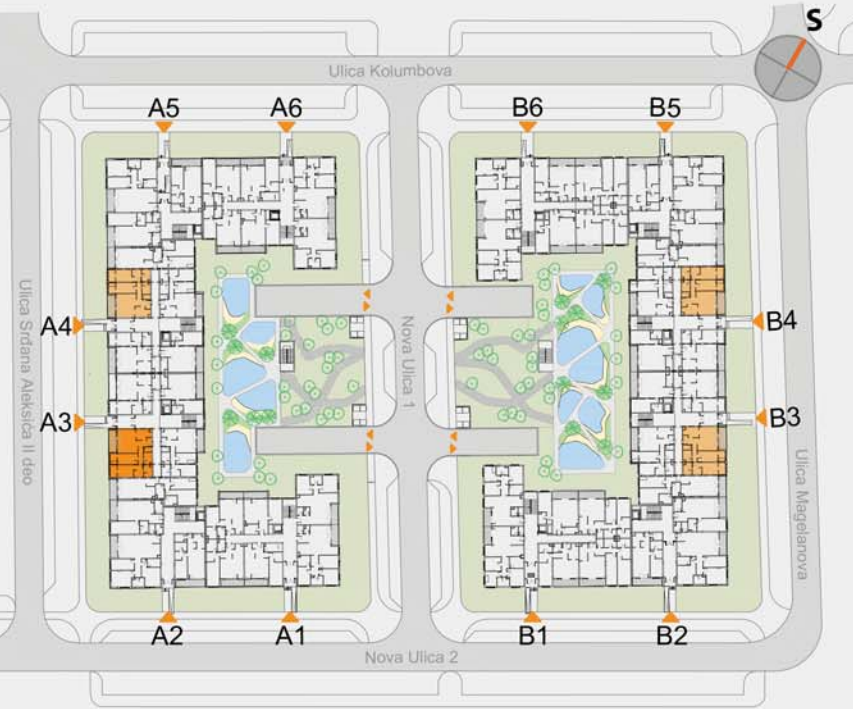 S
Ulica Kolumbova
A5
A6
B6
B5
A4
B4
A3
B3
Ulica Srđana Aleksića II deo
Nova Ulica 1
Ulica Magelanova
A2
A1
B1
B2
Nova Ulica 2